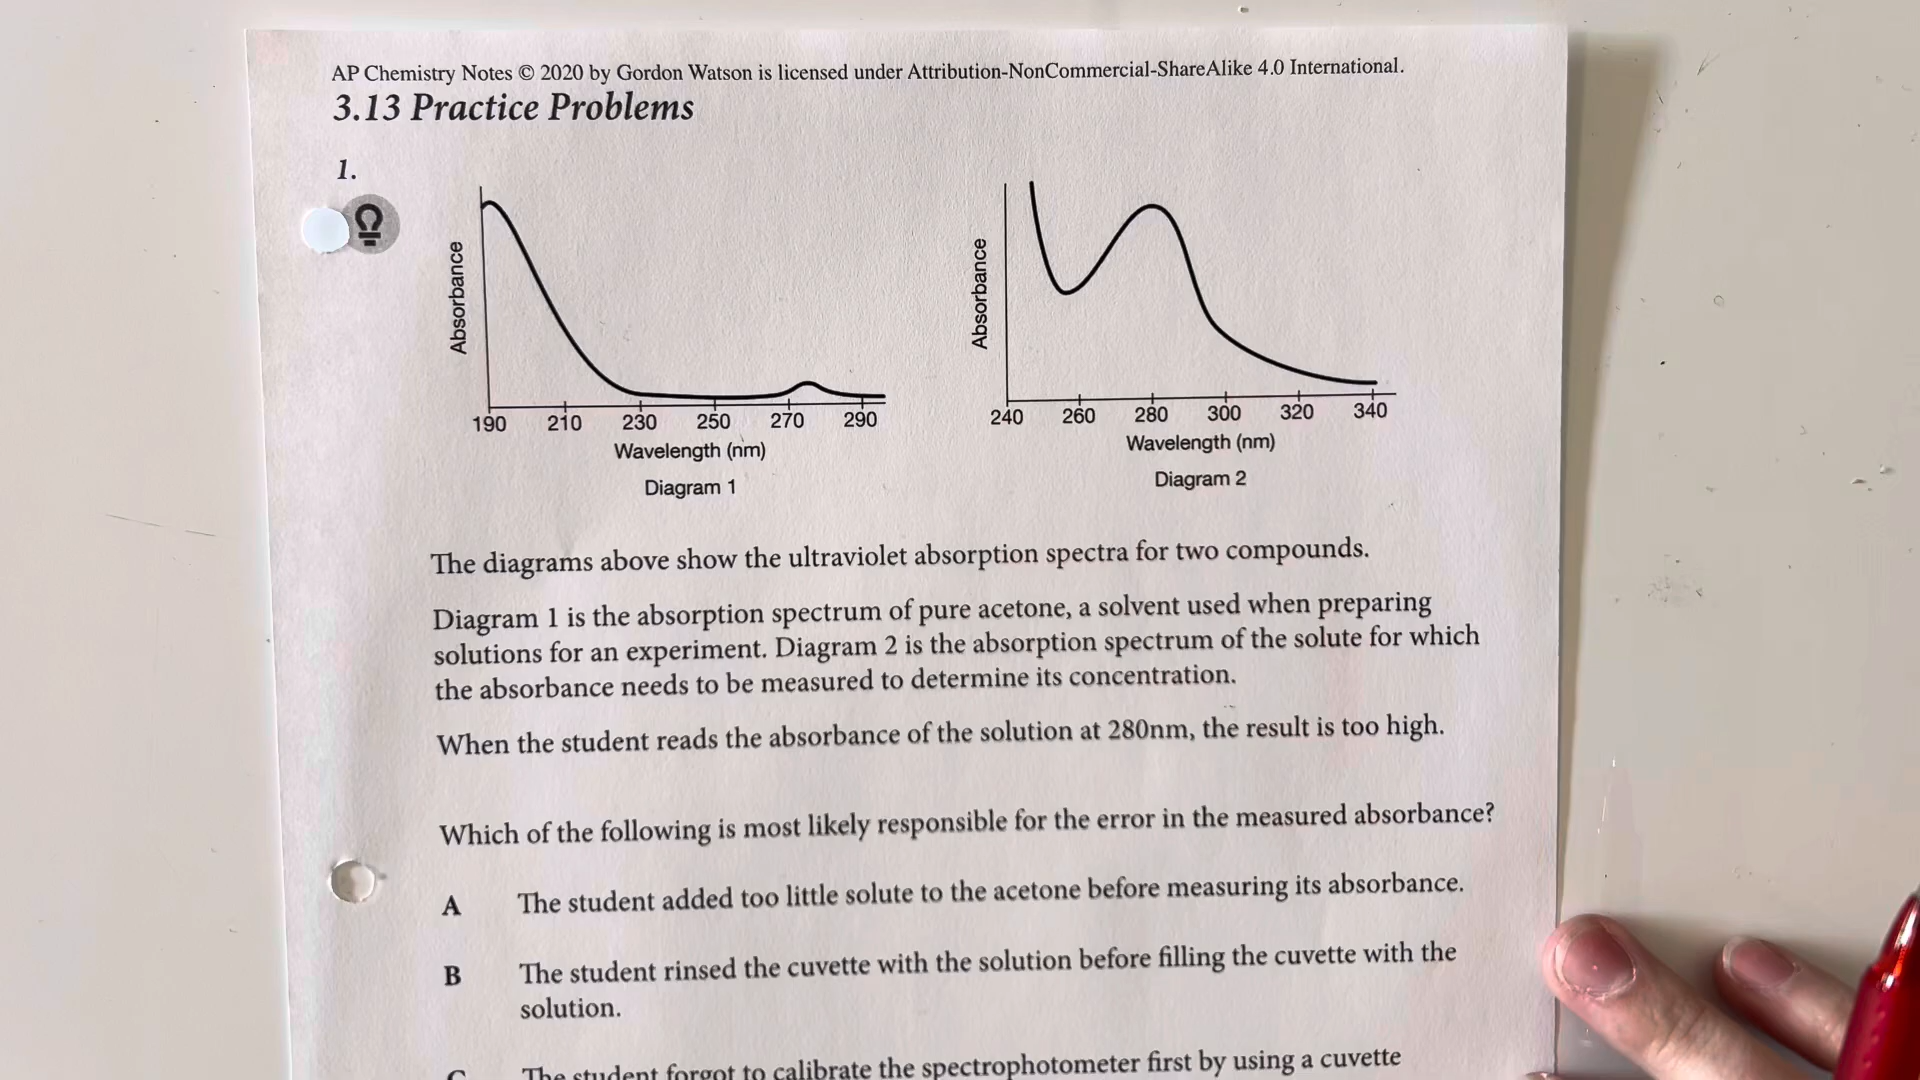 AP Chemistry Notes © 2020 by Gordon Watson is licensed under Attribution-NonCommercial-ShareAlike 4.0 International.
3.13 Practice Problems
1.
Absorbance
190 210 230 250 270 290
Wavelength (nm)
Diagram 1
Absorbance
240 260 280 300 320 340
Wavelength (nm)
Diagram 2
The diagrams above show the ultraviolet absorption spectra for two compounds.
Diagram 1 is the absorption spectrum of pure acetone, a solvent used when preparing
solutions for an experiment. Diagram 2 is the absorption spectrum of the solute for which
the absorbance needs to be measured to determine its concentration.
When the student reads the absorbance of the solution at 280nm, the result is too high.
Which of the following is most likely responsible for the error in the measured absorbance?
A The student added too little solute to the acetone before measuring its absorbance.
B The student rinsed the cuvette with the solution before filling the cuvette with the
solution.
C The student forgot to calibrate the spectrophotometer first by using a cuvette